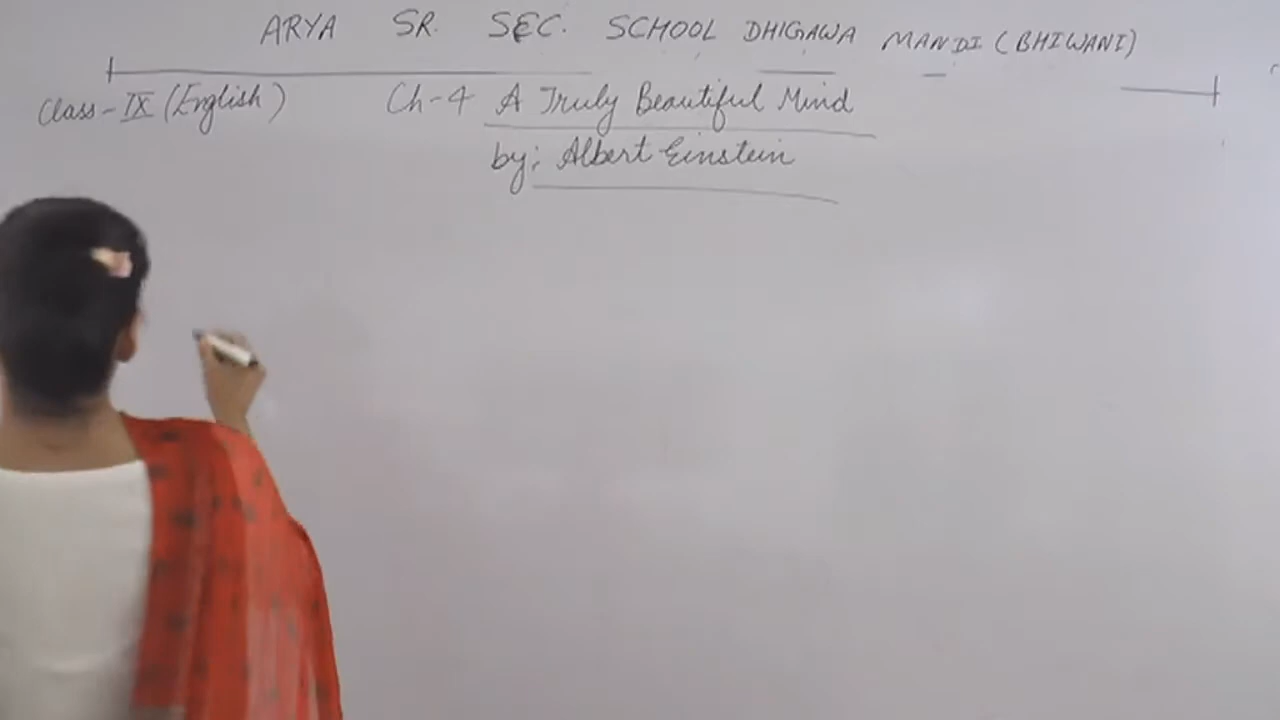 ARYA SR. SEC. SCHOOL DHIGAWA MANDI (BHIWANI)
Class-IX (English) Ch-4 A Truly Beautiful Mind
by: Albert Einstein